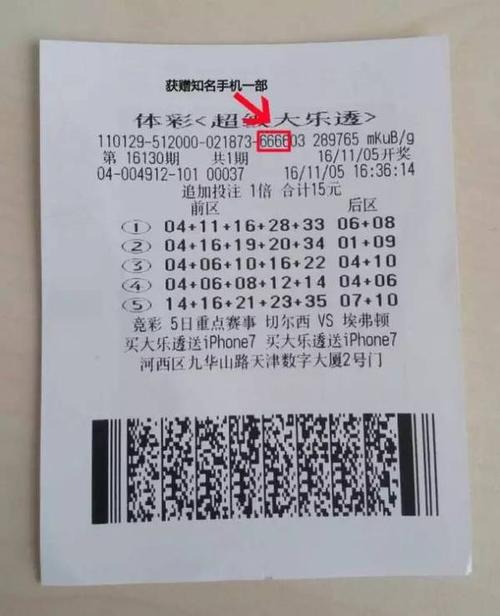 获赠知名手机一部
体彩<超级大乐透>
110129-512000-021873-666603 289765 mKuB/g
第 16130期 共1期 16/11/05开奖
04-004912-101 00037 16/11/05 16:36:14
追加投注 1倍 合计15元
前区 后区
① 04+11+16+28+33 06+08
② 04+16+19+20+34 01+09
③ 04+06+10+16+22 04+10
④ 04+06+08+12+14 04+06
⑤ 14+16+21+23+35 07+10
竞彩 5日重点赛事 切尔西 VS 埃弗顿
买大乐透送iPhone7 买大乐透送iPhone7
河西区九华山路天津数字大厦2号门